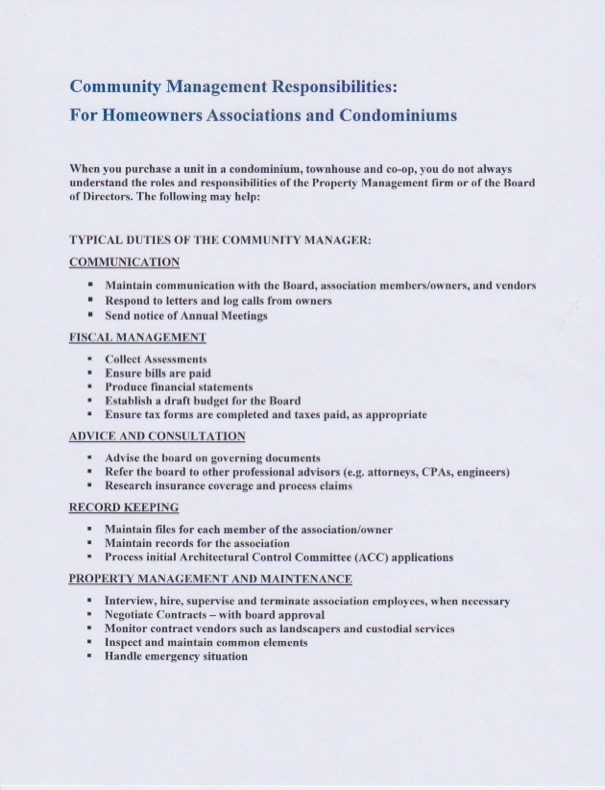 Community Management Responsibilities:
For Homeowners Associations and Condominiums
When you purchase a unit in a condominium, townhouse and co-op, you do not always
understand the roles and responsibilities of the Property Management firm or of the Board
of Directors. The following may help:
TYPICAL DUTIES OF THE COMMUNITY MANAGER:
COMMUNICATION
▪ Maintain communication with the Board, association members/owners, and vendors
▪ Respond to letters and log calls from owners
▪ Send notice of Annual Meetings
FISCAL MANAGEMENT
▪ Collect Assessments
▪ Ensure bills are paid
▪ Produce financial statements
▪ Establish a draft budget for the Board
▪ Ensure tax forms are completed and taxes paid, as appropriate
ADVICE AND CONSULTATION
▪ Advise the board on governing documents
▪ Refer the board to other professional advisors (e.g. attorneys, CPAs, engineers)
▪ Research insurance coverage and process claims
RECORD KEEPING
▪ Maintain files for each member of the association/owner
▪ Maintain records for the association
▪ Process initial Architectural Control Committee (ACC) applications
PROPERTY MANAGEMENT AND MAINTENANCE
▪ Interview, hire, supervise and terminate association employees, when necessary
▪ Negotiate Contracts – with board approval
▪ Monitor contract vendors such as landscapers and custodial services
▪ Inspect and maintain common elements
▪ Handle emergency situation